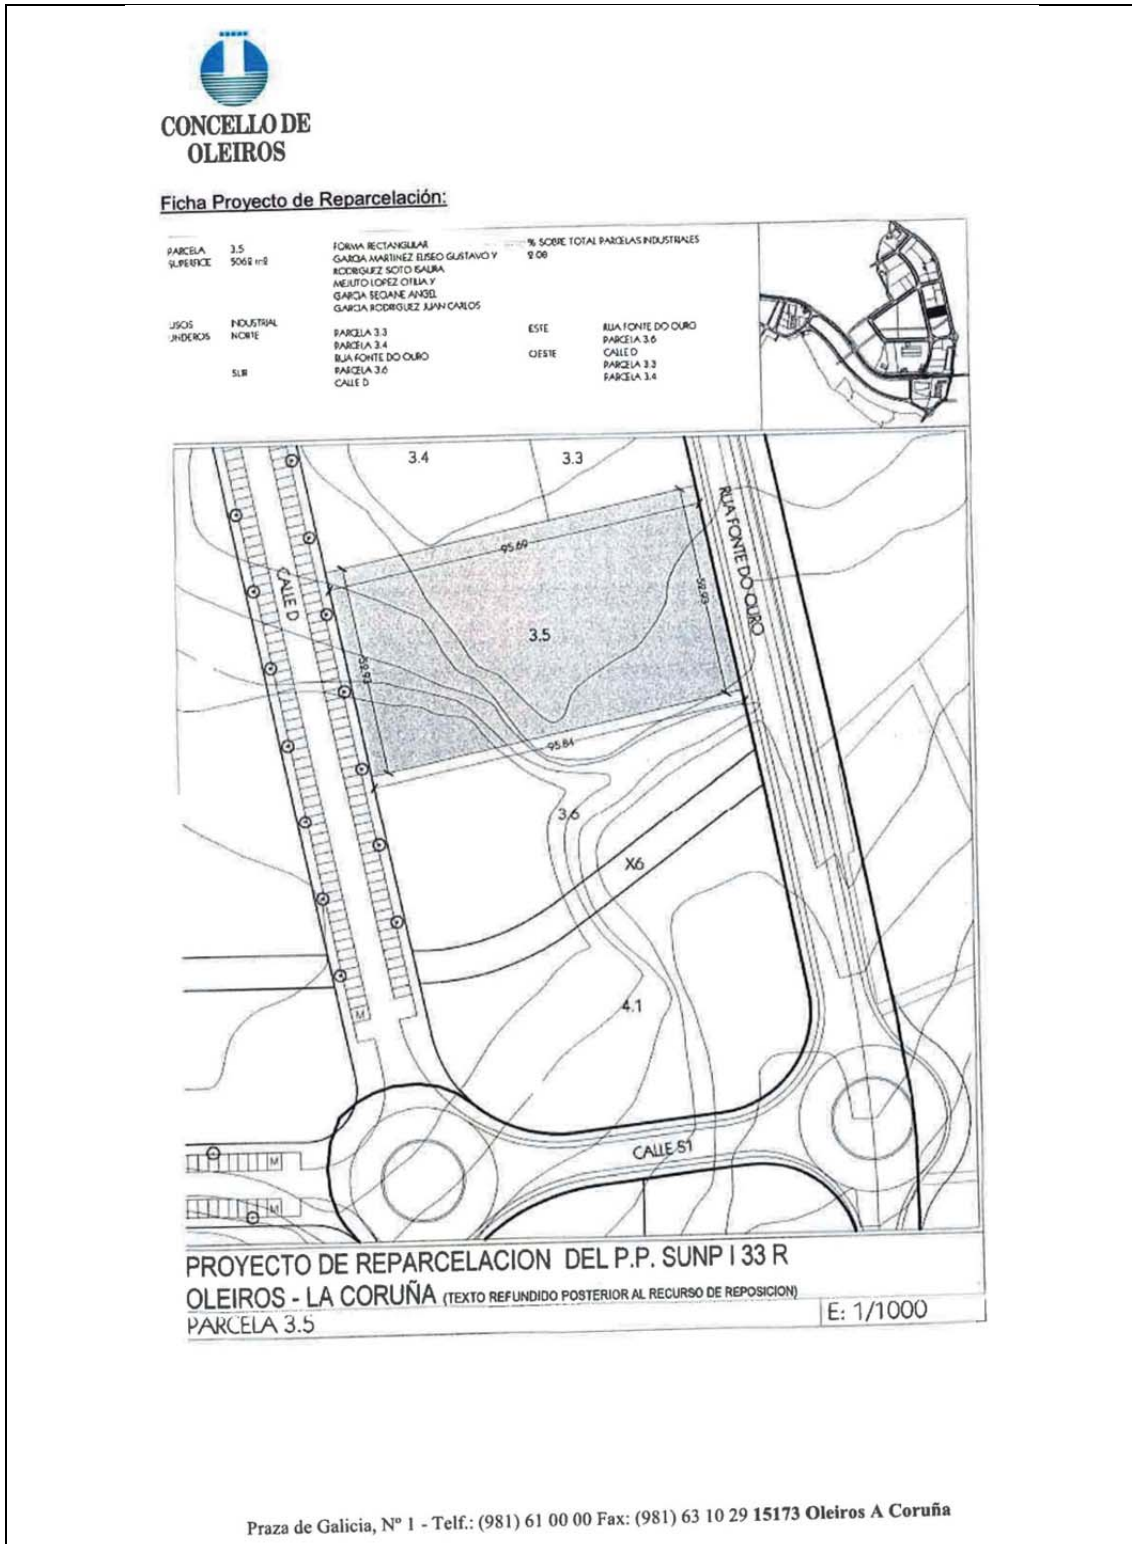 CONCELLO DE
OLEIROS
Ficha Proyecto de Reparcelación:
PARCELA 3.5 FORMA RECTANGULAR % SOBRE TOTAL PARCELAS INDUSTRIALES
SUPERFICE 5062 m2 GARCIA MARTINEZ ELISEO GUSTAVO Y 2.08
RODRIGUEZ SOTO ISAURA
MEJUTO LOPEZ OTILIA Y
GARCIA SEOANE ANGEL
GARCIA RODRIGUEZ JUAN CARLOS
USOS INDUSTRIAL
LINDEROS NORTE PARCELA 3.3 ESTE RUA FONTE DO OURO
PARCELA 3.4 PARCELA 3.6
RUA FONTE DO OURO OESTE CALLE D
SUR PARCELA 3.6 PARCELA 3.3
CALLE D PARCELA 3.4
3.4
3.3
RUA FONTE DO OURO
95.69
CALLE D
52.93
3.5
52.93
95.84
3.6
X6
4.1
M
CALLE S1
M
M
PROYECTO DE REPARCELACION DEL P.P. SUNP I 33 R
OLEIROS - LA CORUÑA (TEXTO REFUNDIDO POSTERIOR AL RECURSO DE REPOSICION)
PARCELA 3.5 E: 1/1000
Praza de Galicia, Nº 1 - Telf.: (981) 61 00 00 Fax: (981) 63 10 29 15173 Oleiros A Coruña